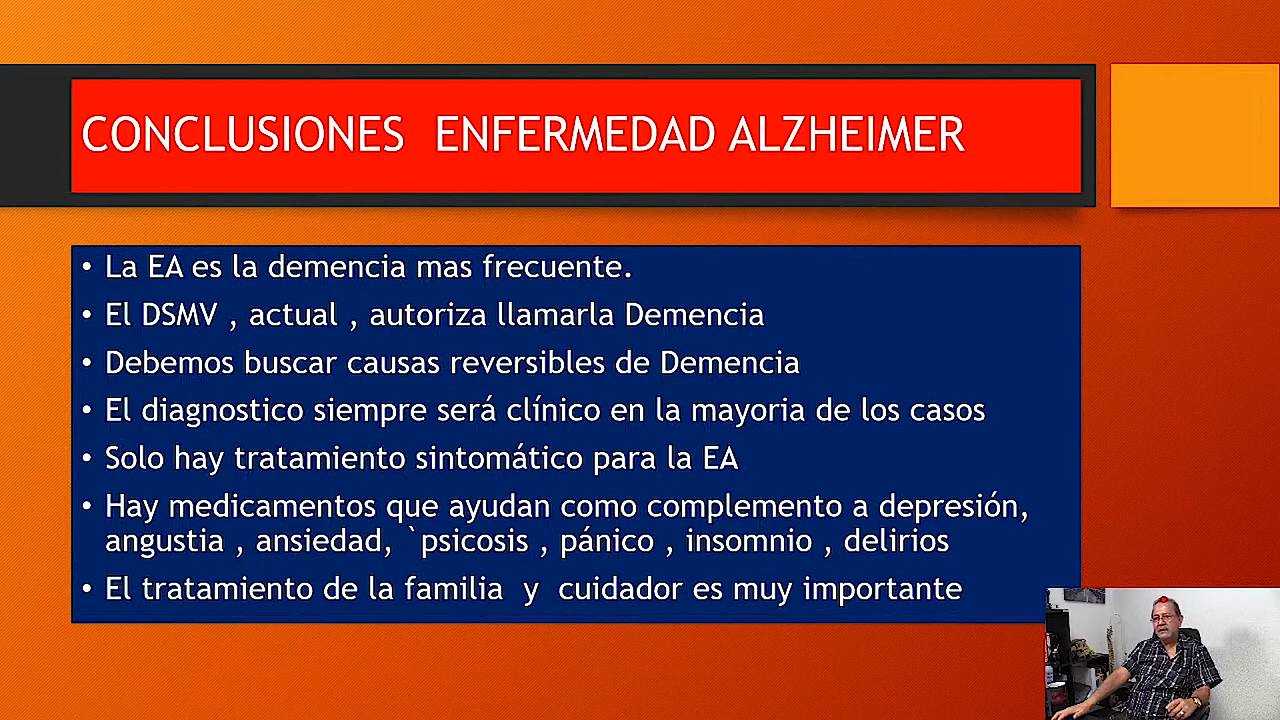 CONCLUSIONES ENFERMEDAD ALZHEIMER
• La EA es la demencia mas frecuente.
• El DSMV , actual , autoriza llamarla Demencia
• Debemos buscar causas reversibles de Demencia
• El diagnostico siempre será clínico en la mayoria de los casos
• Solo hay tratamiento sintomático para la EA
• Hay medicamentos que ayudan como complemento a depresión,
angustia , ansiedad, `psicosis , pánico , insomnio , delirios
• El tratamiento de la familia y cuidador es muy importante